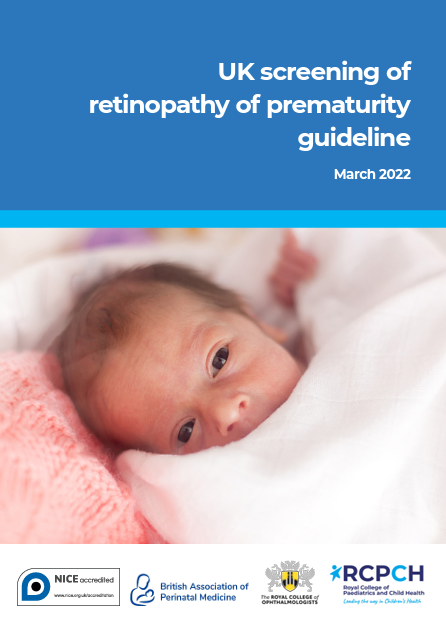 UK screening of
retinopathy of prematurity
guideline
March 2022
NICE accredited
www.nice.org.uk/accreditation
British Association of
Perinatal Medicine
The ROYAL COLLEGE of
OPHTHALMOLOGISTS
RCPCH
Royal College of
Paediatrics and Child Health
Leading the way in Children's Health